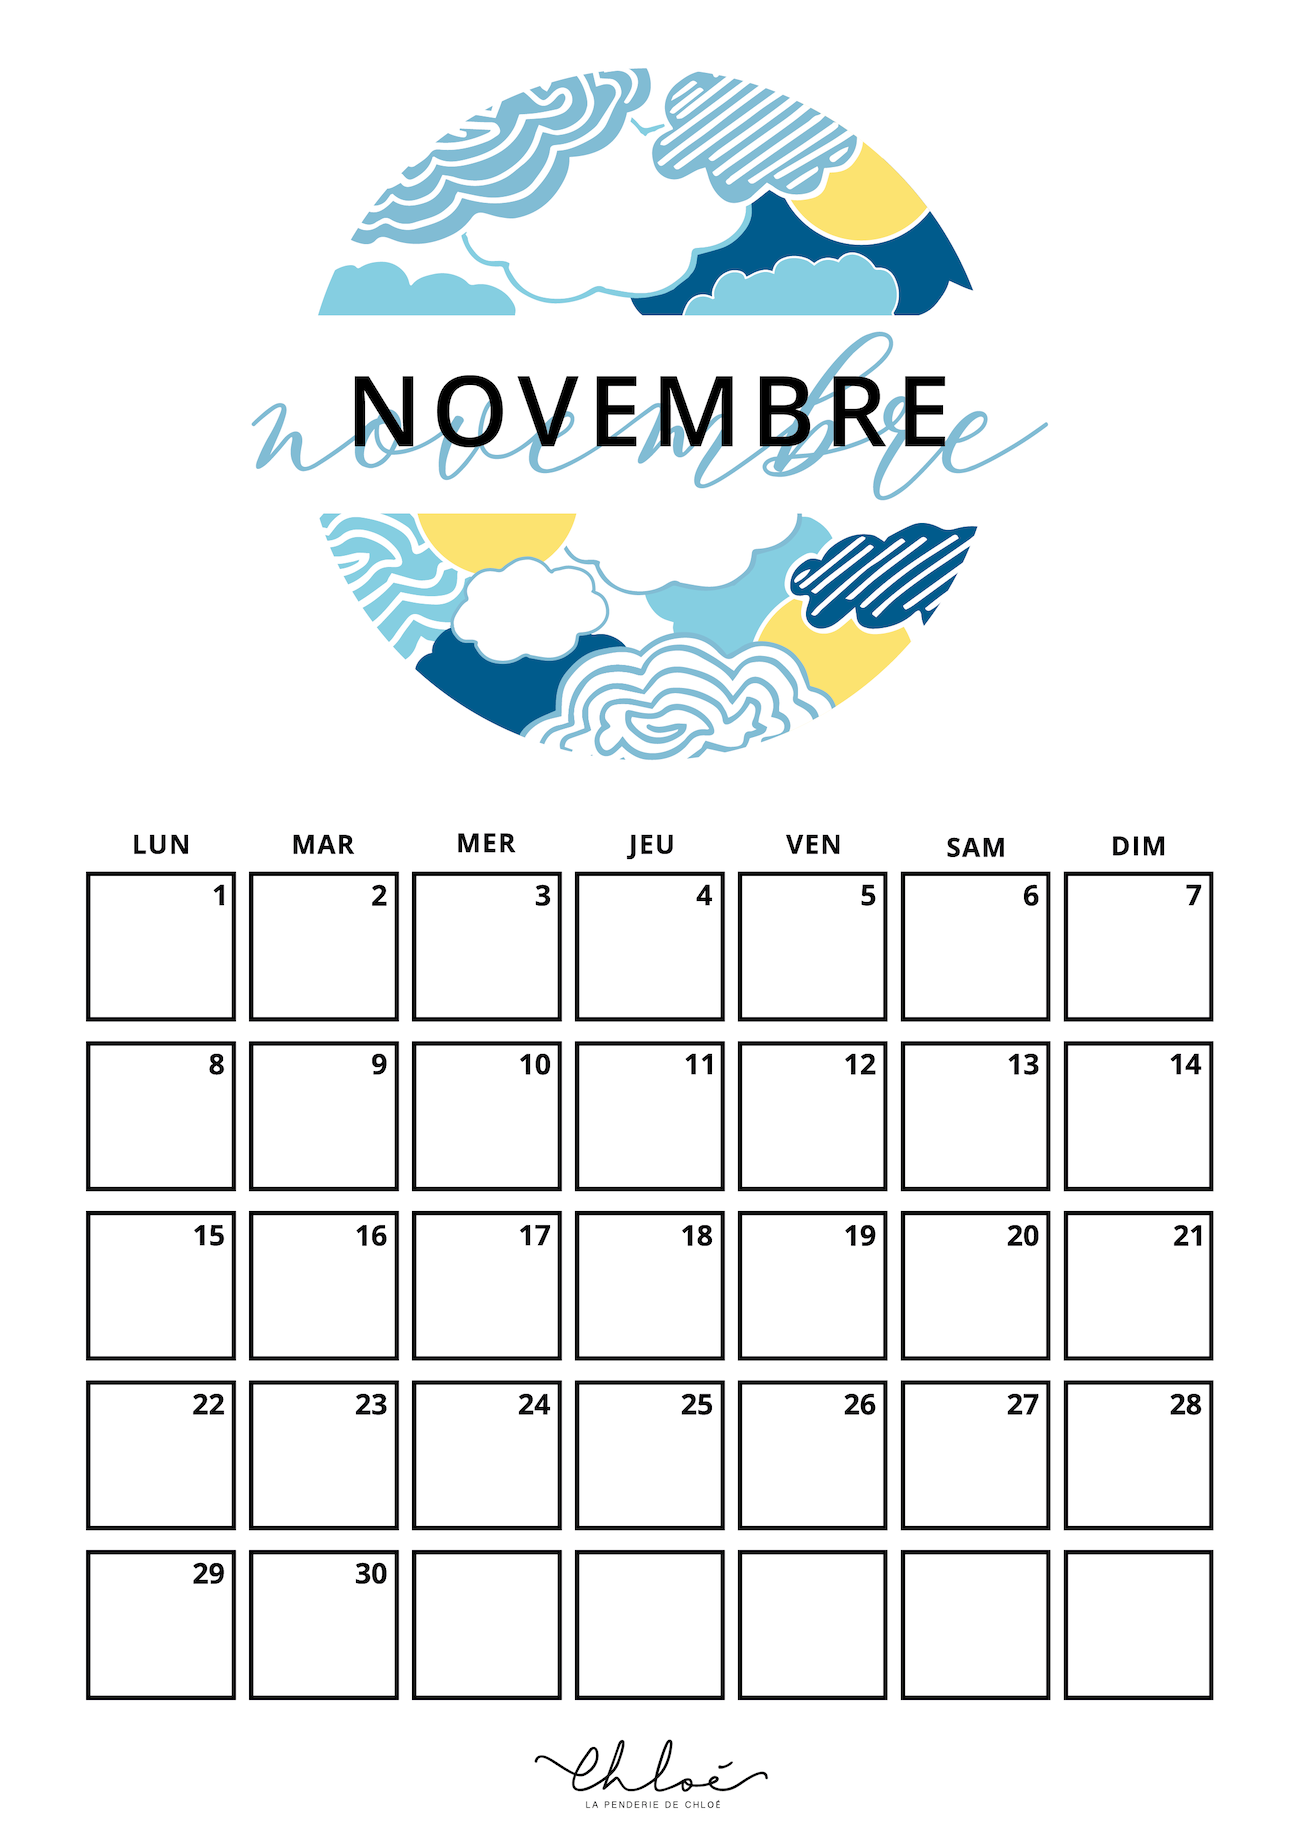 NOVEMBRE
novembre
LUN MAR MER JEU VEN SAM DIM
1 2 3 4 5 6 7
8 9 10 11 12 13 14
15 16 17 18 19 20 21
22 23 24 25 26 27 28
29 30
Chloé
LA PENDERIE DE CHLOÉ